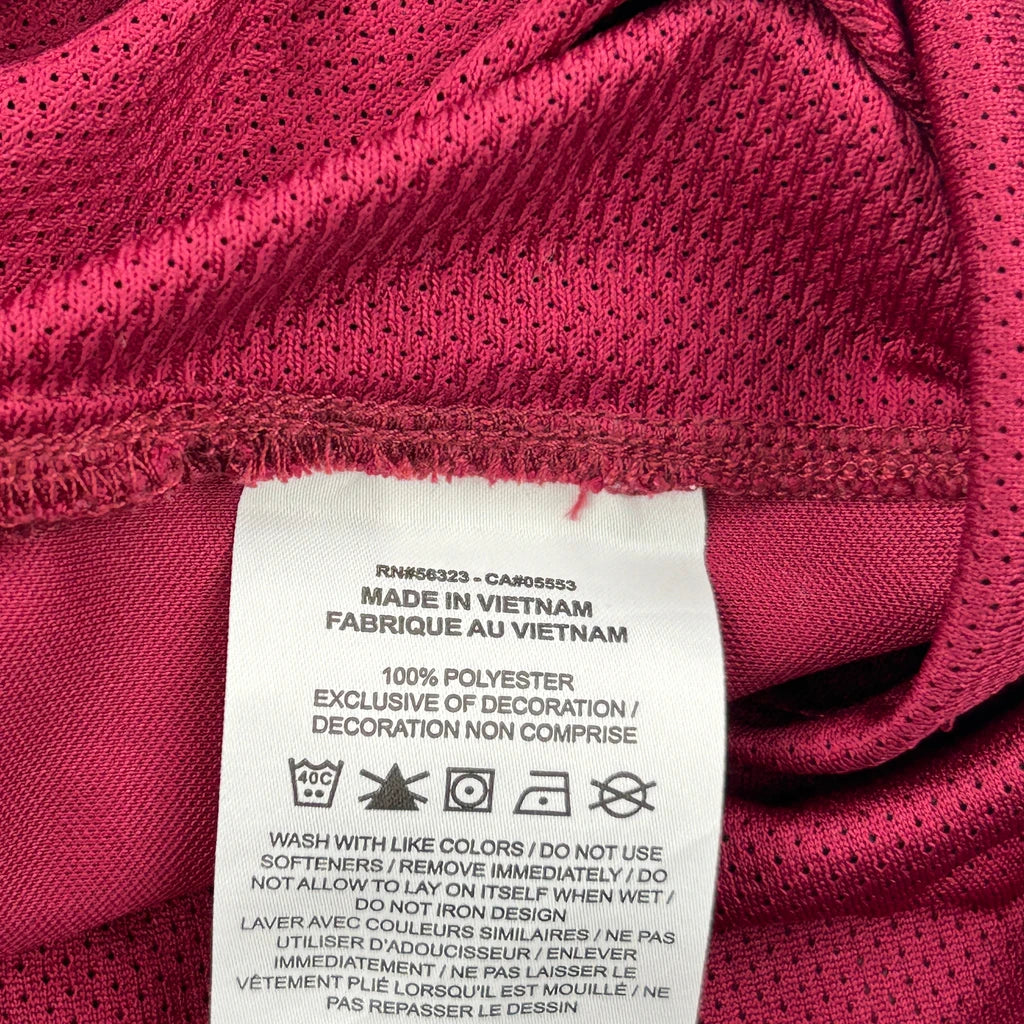 RN#56323 - CA#05553
MADE IN VIETNAM
FABRIQUE AU VIETNAM
100% POLYESTER
EXCLUSIVE OF DECORATION /
DECORATION NON COMPRISE
40C
WASH WITH LIKE COLORS / DO NOT USE
SOFTENERS / REMOVE IMMEDIATELY / DO
NOT ALLOW TO LAY ON ITSELF WHEN WET /
DO NOT IRON DESIGN
LAVER AVEC COULEURS SIMILAIRES / NE PAS
UTILISER D'ADOUCISSEUR / ENLEVER
IMMEDIATEMENT / NE PAS LAISSER LE
VÊTEMENT PLIÉ LORSQU'IL EST MOUILLÉ / NE
PAS REPASSER LE DESSIN